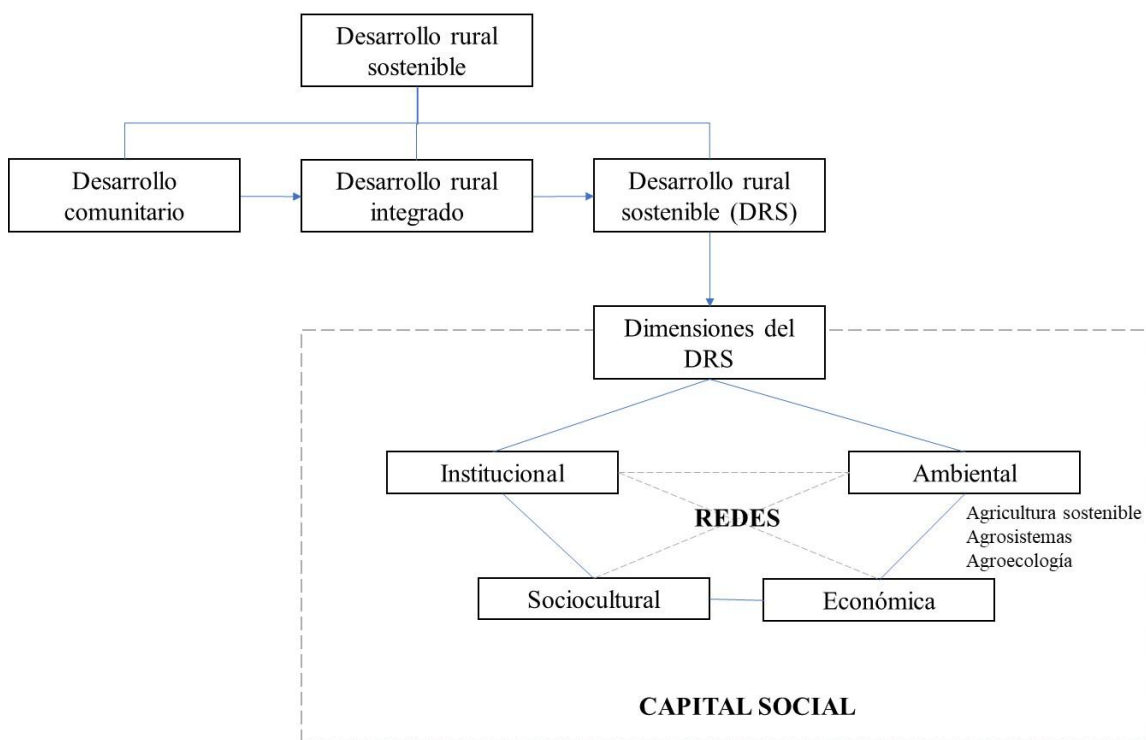 Desarrollo rural
sostenible
Desarrollo
comunitario
Desarrollo rural
integrado
Desarrollo rural
sostenible (DRS)
Dimensiones del
DRS
Institucional
Ambiental
REDES
Agricultura sostenible
Agrosistemas
Agroecología
Sociocultural
Económica
CAPITAL SOCIAL